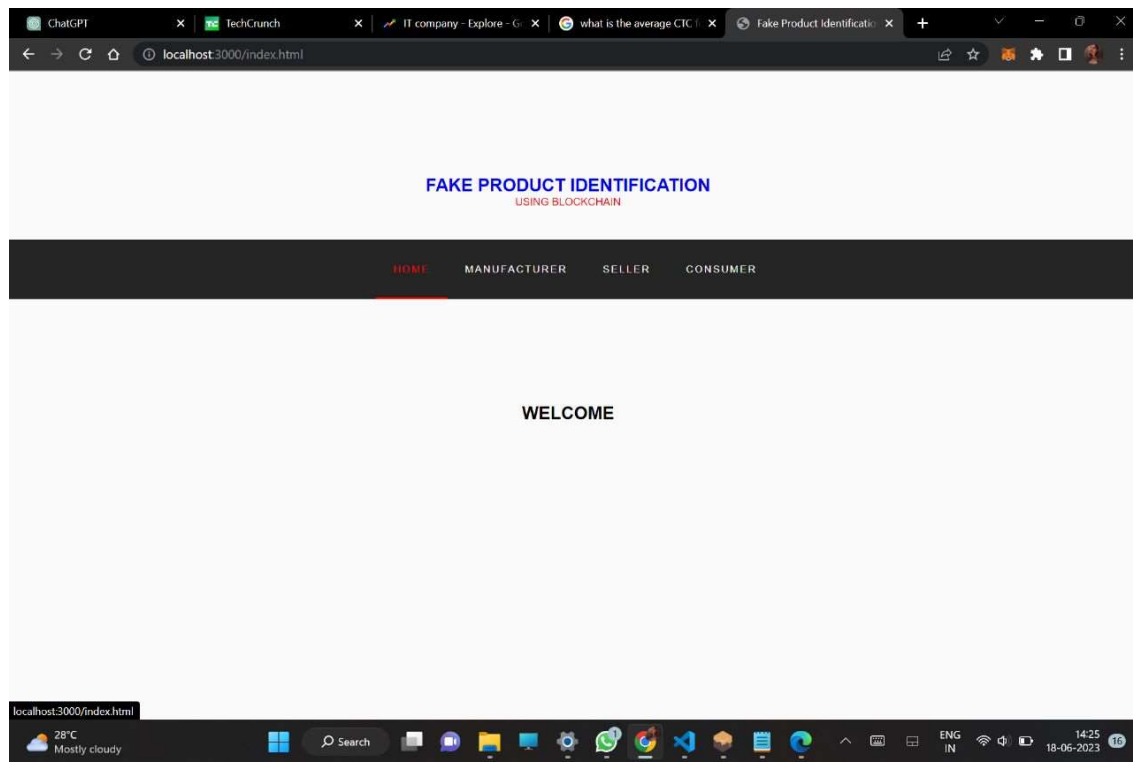 ChatGPT
TC TechCrunch
IT company - Explore - G
what is the average CTC f
Fake Product Identificatio
localhost:3000/index.html
FAKE PRODUCT IDENTIFICATION
USING BLOCKCHAIN
HOME MANUFACTURER SELLER CONSUMER
WELCOME
localhost:3000/index.html
28°C
Mostly cloudy
Search
1
ENG
IN
14:25
18-06-2023
16